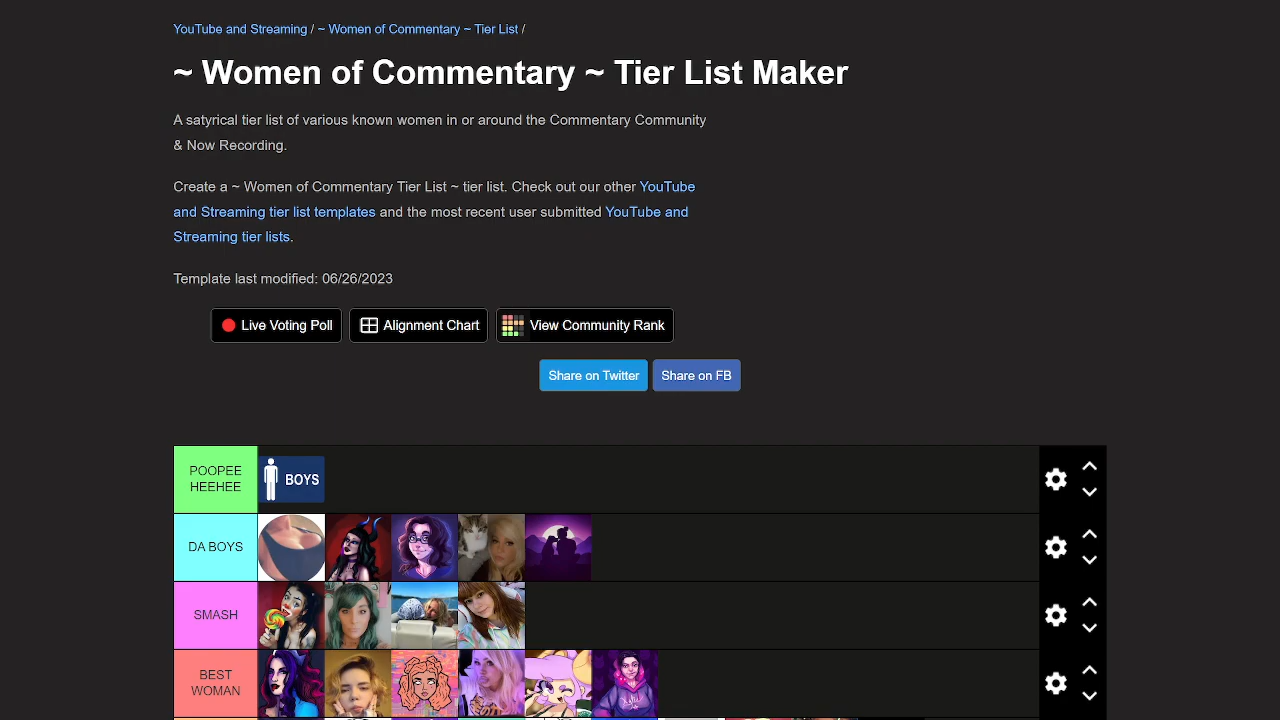 YouTube and Streaming / ~ Women of Commentary ~ Tier List /
~ Women of Commentary ~ Tier List Maker
A satyrical tier list of various known women in or around the Commentary Community
& Now Recording.
Create a ~ Women of Commentary Tier List ~ tier list. Check out our other YouTube
and Streaming tier list templates and the most recent user submitted YouTube and
Streaming tier lists.
Template last modified: 06/26/2023
Live Voting Poll
Alignment Chart
View Community Rank
Share on Twitter
Share on FB
POOPEE
HEEHEE
BOYS
DA BOYS
SMASH
BEST
WOMAN